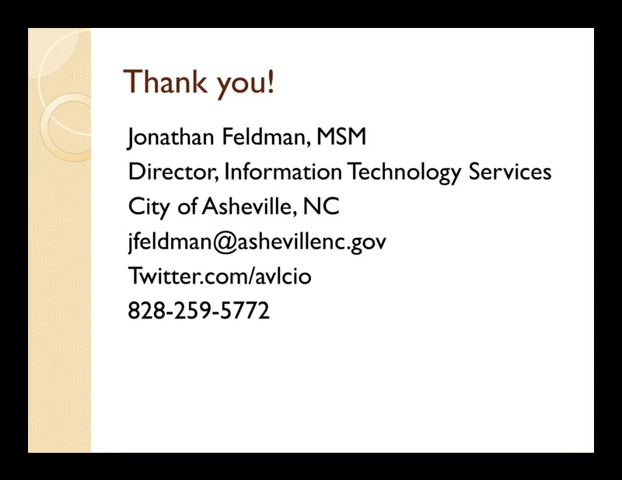 Thank you!
Jonathan Feldman, MSM
Director, Information Technology Services
City of Asheville, NC
jfeldman@ashevillenc.gov
Twitter.com/avlcio
828-259-5772